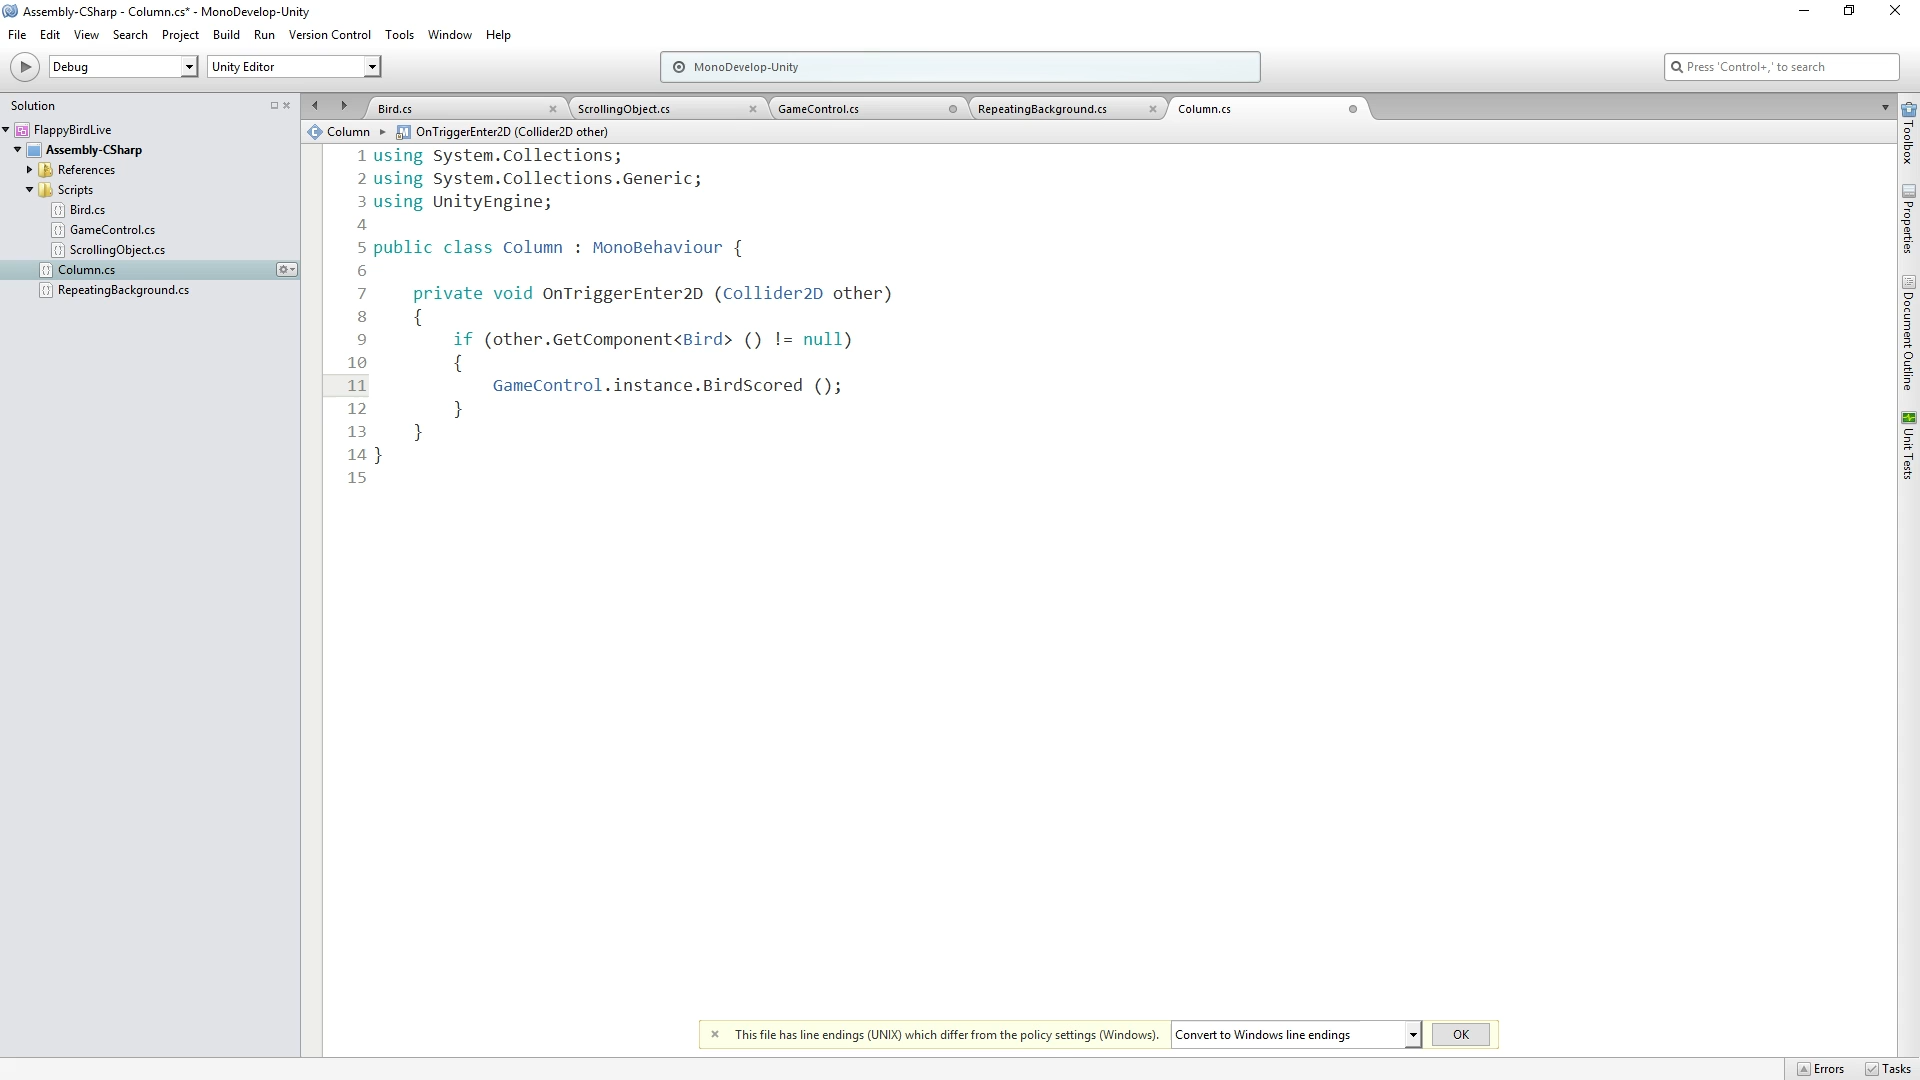 Assembly-CSharp - Column.cs* - MonoDevelop-Unity
File Edit View Search Project Build Run Version Control Tools Window Help
Debug Unity Editor MonoDevelop-Unity Press 'Control+,' to search
Solution
Bird.cs ScrollingObject.cs GameControl.cs RepeatingBackground.cs Column.cs
Column OnTriggerEnter2D (Collider2D other)
FlappyBirdLive
Assembly-CSharp
References
Scripts
Bird.cs
GameControl.cs
ScrollingObject.cs
Column.cs
RepeatingBackground.cs
1 using System.Collections;
2 using System.Collections.Generic;
3 using UnityEngine;
4
5 public class Column : MonoBehaviour {
6
7 private void OnTriggerEnter2D (Collider2D other)
8 {
9 if (other.GetComponent<Bird> () != null)
10 {
11 GameControl.instance.BirdScored ();
12 }
13 }
14 }
15
Toolbox
Properties
Document Outline
Unit Tests
This file has line endings (UNIX) which differ from the policy settings (Windows). Convert to Windows line endings OK
Errors Tasks